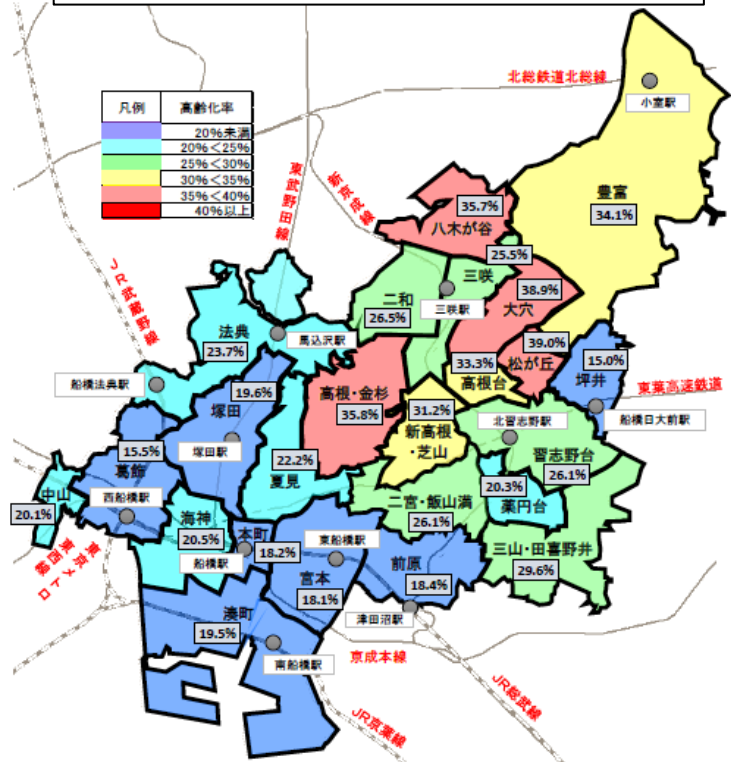 北総鉄道北総線
小室駅
凡例 高齢化率
20%未満
20%<25%
25%<30%
30%<35%
35%<40%
40%以上
東武野田線
新京成線
JR武蔵野線
豊富
34.1%
35.7%
八木が谷
25.5%
三咲
二和
26.5%
三咲駅
38.9%
大穴
法典
23.7%
馬込沢駅
39.0%
松が丘
15.0%
坪井
33.3%
高根台
東葉高速鉄道
船橋法典駅
19.6%
塚田
高根・金杉
35.8%
31.2%
新高根
・芝山
北習志野駅
船橋日大前駅
塚田駅
15.5%
葛飾
22.2%
夏見
習志野台
26.1%
中山
20.1%
西船橋駅
20.3%
薬円台
二宮・飯山満
26.1%
海神
20.5%
船橋駅
本町
18.2%
東船橋駅
宮本
18.1%
前原
18.4%
三山・田喜野井
29.6%
東京メトロ
東西線
湊町
19.5%
津田沼駅
南船橋駅
京成本線
JR総武線
JR京葉線